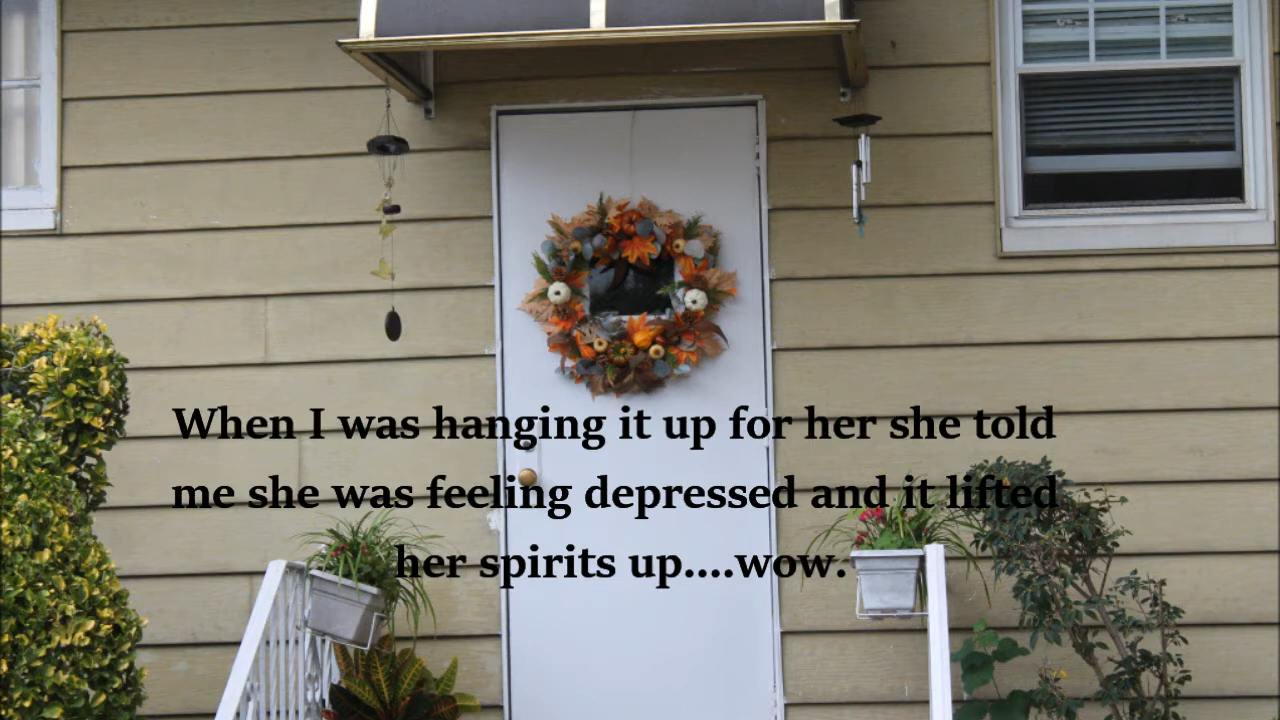 When I was hanging it up for her she told
me she was feeling depressed and it lifted
her spirits up....wow.